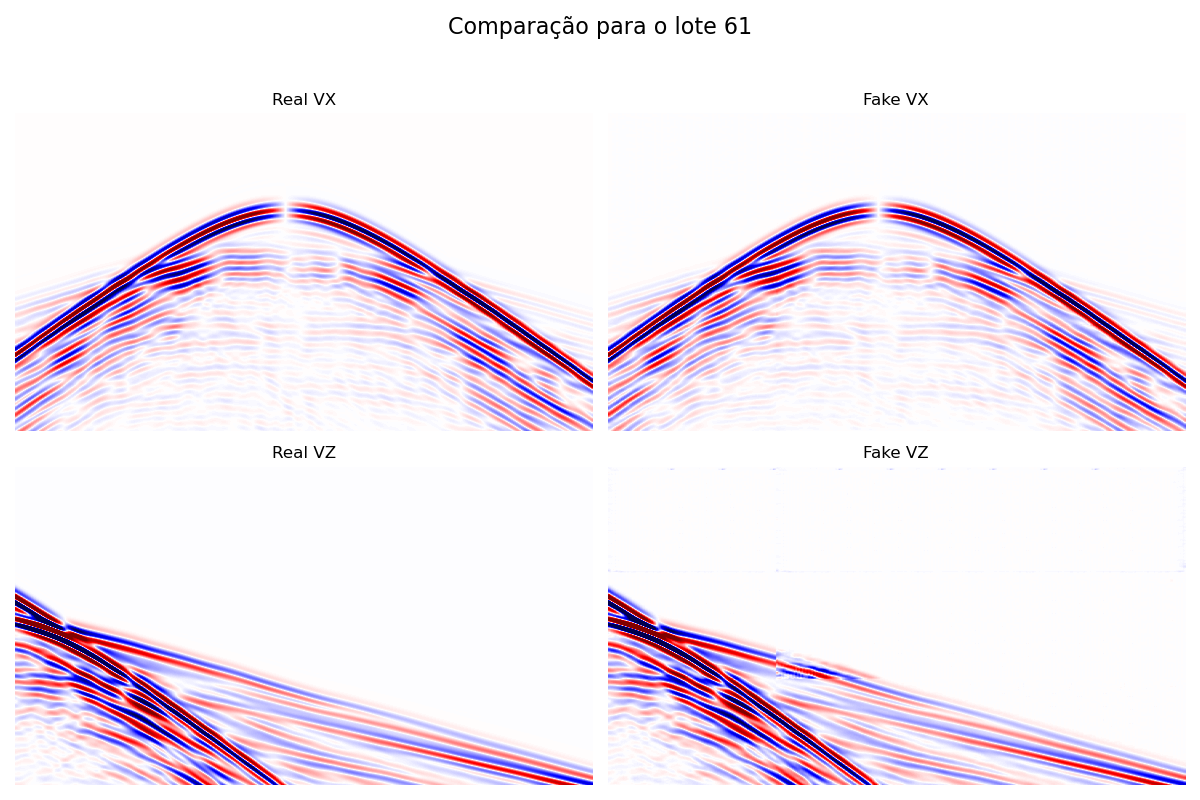 Comparação para o lote 61
Real VX
Fake VX
Real VZ
Fake VZ